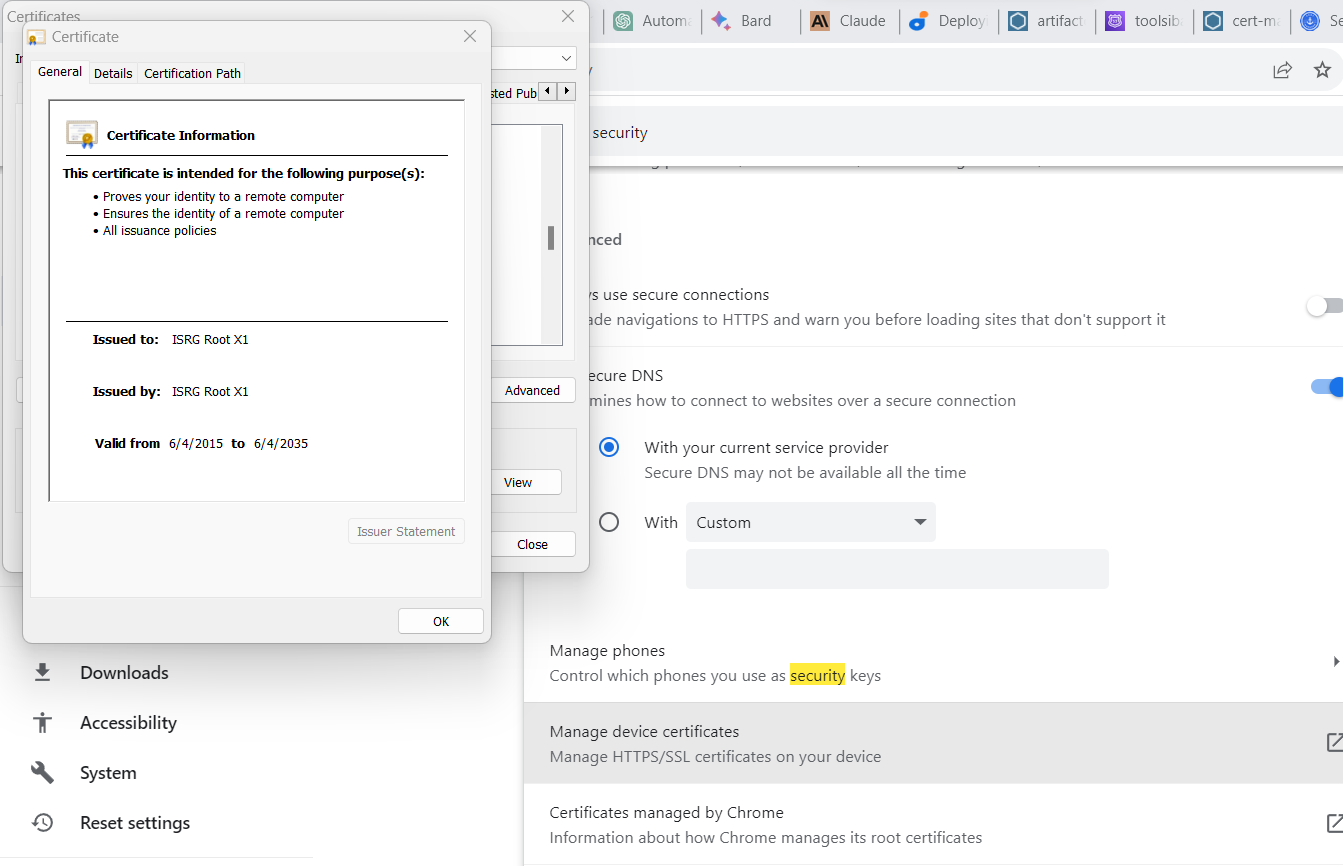 Certificates
Certificate
General
Details
Certification Path
Certificate Information
This certificate is intended for the following purpose(s):
• Proves your identity to a remote computer
• Ensures the identity of a remote computer
• All issuance policies
Issued to: ISRG Root X1
Issued by: ISRG Root X1
Valid from 6/4/2015 to 6/4/2035
Issuer Statement
OK
sted Pub
Advanced
View
Close
Autom
Bard
Claude
Deploy
artifact
toolsib
cert-m
Se
security
nced
ys use secure connections
ade navigations to HTTPS and warn you before loading sites that don't support it
ecure DNS
mines how to connect to websites over a secure connection
With your current service provider
Secure DNS may not be available all the time
With Custom
Manage phones
Control which phones you use as security keys
Manage device certificates
Manage HTTPS/SSL certificates on your device
Certificates managed by Chrome
Information about how Chrome manages its root certificates
Downloads
Accessibility
System
Reset settings